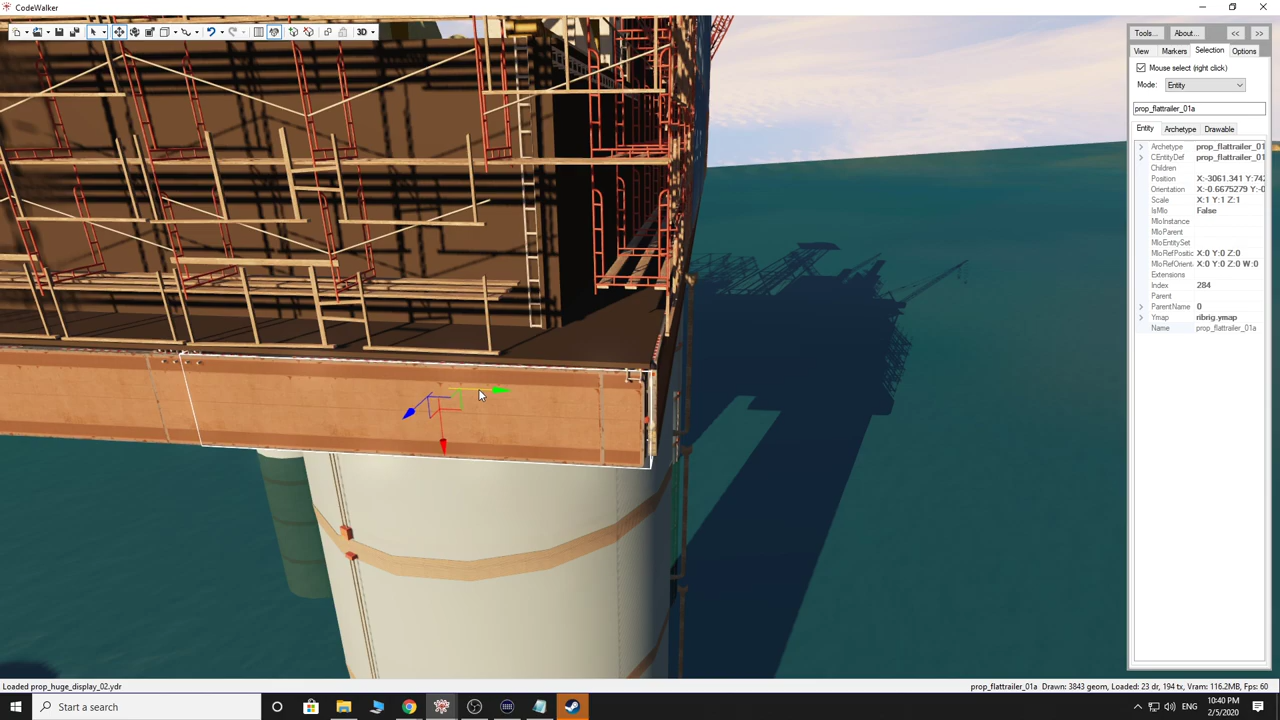 CodeWalker
3D
Tools...
About...
<<
>>
View
Markers
Selection
Options
Mouse select (right click)
Mode:
Entity
prop_flattrailer_01a
Entity
Archetype
Drawable
Archetype prop_flattrailer_01
CEntityDef prop_flattrailer_01
Children
Position X:-3061.341 Y:742
Orientation X:-0.6675279 Y:-0
Scale X:1 Y:1 Z:1
IsMlo False
MloInstance
MloParent
MloEntitySet
MloRefPositic X:0 Y:0 Z:0
MloRefOrient X:0 Y:0 Z:0 W:0
Extensions
Index 284
Parent
ParentName 0
Ymap ribrig.ymap
Name prop_flattrailer_01a
Loaded prop_huge_display_02.ydr
prop_flattrailer_01a Drawn: 3843 geom, Loaded: 23 dr, 194 tx, Vram: 116.2MB, Fps: 60
Start a search
ENG
10:40 PM
2/5/2020